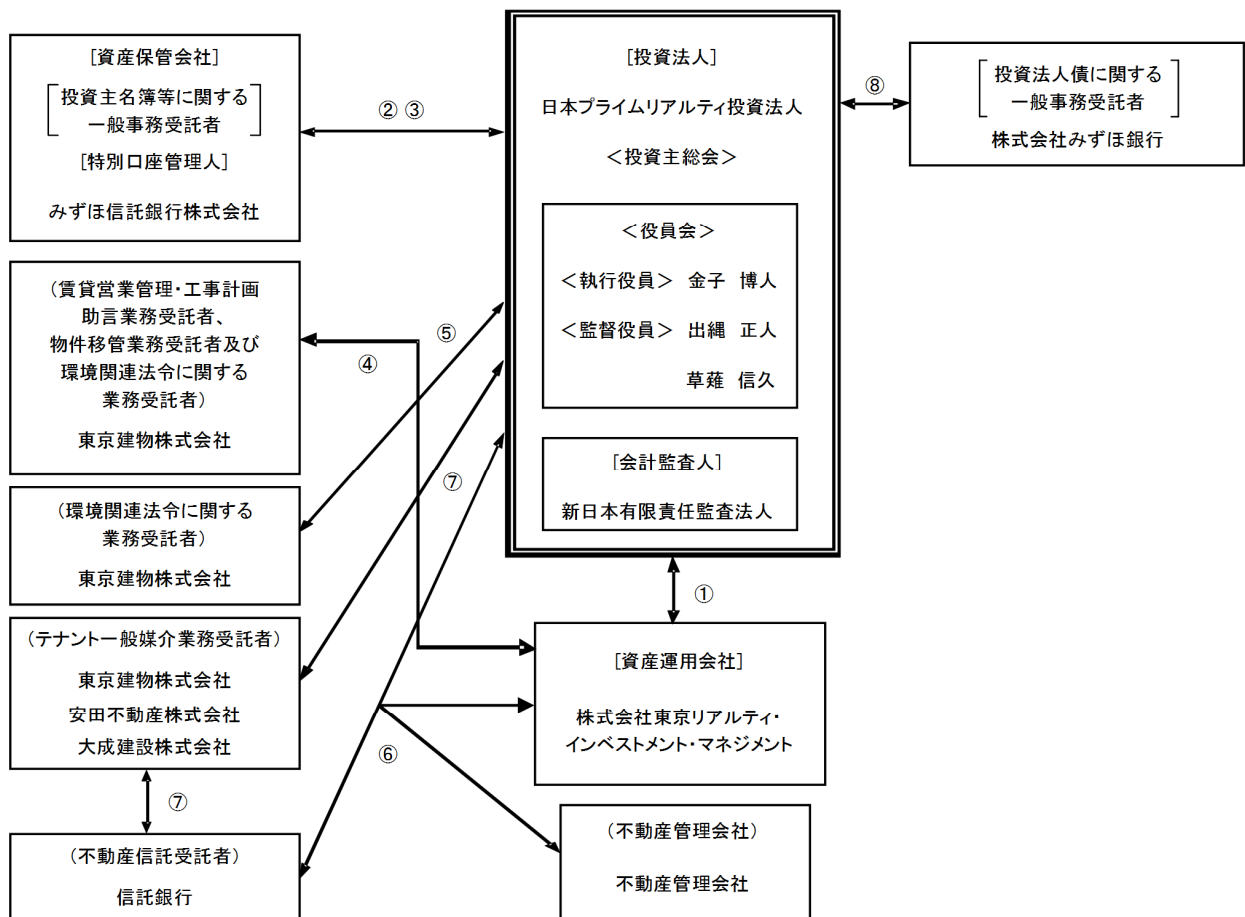 [資産保管会社]
投資主名簿等に関する
一般事務受託者
[特別口座管理人]
みずほ信託銀行株式会社
② ③
[投資法人]
日本プライムリアルティ投資法人
＜投資主総会＞
＜役員会＞
＜執行役員＞ 金子 博人
＜監督役員＞ 出縄 正人
草薙 信久
[会計監査人]
新日本有限責任監査法人
⑧
投資法人債に関する
一般事務受託者
株式会社みずほ銀行
(賃貸営業管理・工事計画
助言業務受託者、
物件移管業務受託者及び
環境関連法令に関する
業務受託者)
東京建物株式会社
④
⑤
(環境関連法令に関する
業務受託者)
東京建物株式会社
⑦
①
(テナント一般媒介業務受託者)
東京建物株式会社
安田不動産株式会社
大成建設株式会社
[資産運用会社]
株式会社東京リアルティ・
インベストメント・マネジメント
⑥
⑦
(不動産信託受託者)
信託銀行
(不動産管理会社)
不動産管理会社